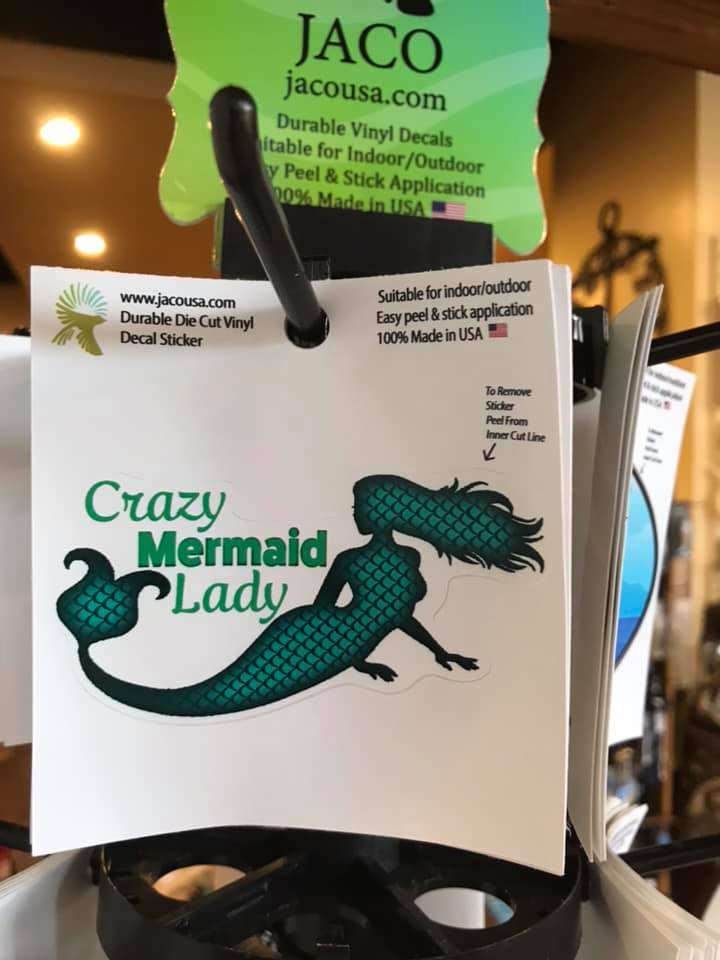 JACO
jacousa.com
Durable Vinyl Decals
itable for Indoor/Outdoor
y Peel & Stick Application
00% Made in USA
www.jacousa.com
Durable Die Cut Vinyl
Decal Sticker
Suitable for indoor/outdoor
Easy peel & stick application
100% Made in USA
To Remove
Sticker
Peel From
Inner Cut Line
Crazy
Mermaid
Lady